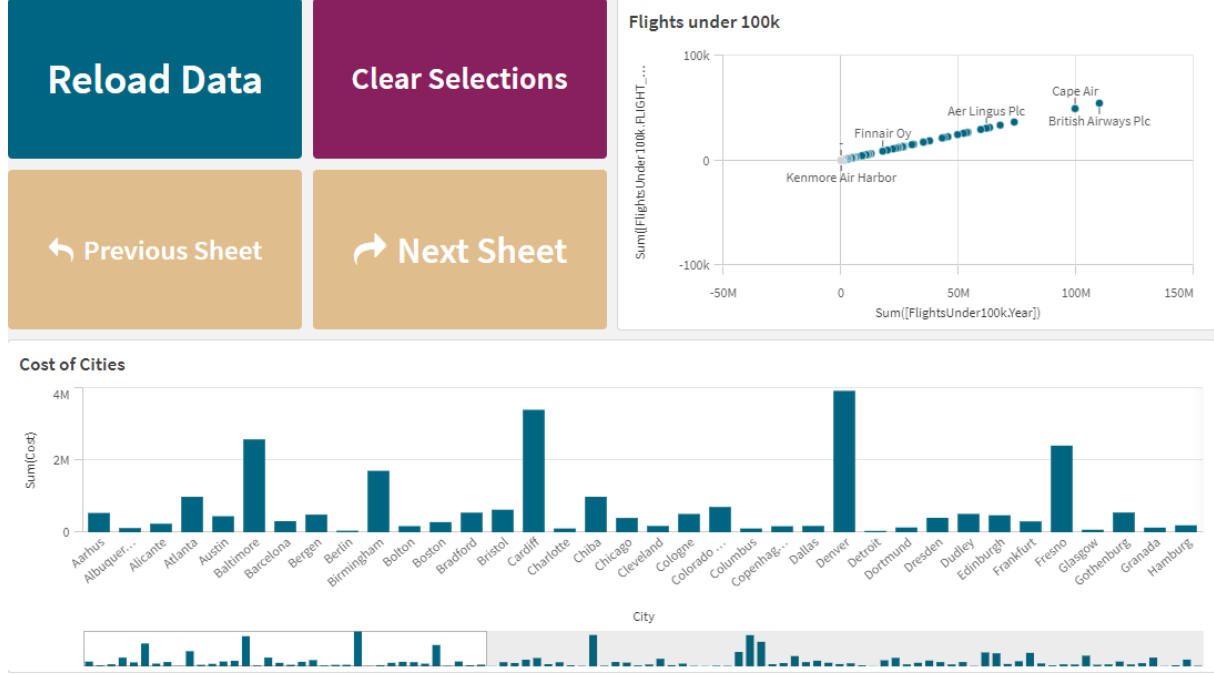 Reload Data
Clear Selections
Previous Sheet
Next Sheet
Flights under 100k
Sum([FlightsUnder100k.FLIGHT_...
100k
0
-100k
Cape Air
Aer Lingus Plc
British Airways Plc
Finnair Oy
Kenmore Air Harbor
-50M
0
50M
100M
150M
Sum([FlightsUnder100k.Year])
Cost of Cities
Sum(Cost)
4M
2M
0
Aarhus
Albuquer...
Alicante
Atlanta
Austin
Baltimore
Barcelona
Bergen
Berlin
Birmingham
Bolton
Boston
Bradford
Bristol
Cardiff
Charlotte
Chiba
Chicago
Cleveland
Cologne
Colorado ...
Columbus
Copenhag...
Dallas
Denver
Detroit
Dortmund
Dresden
Dudley
Edinburgh
Frankfurt
Fresno
Glasgow
Gothenburg
Granada
Hamburg
City